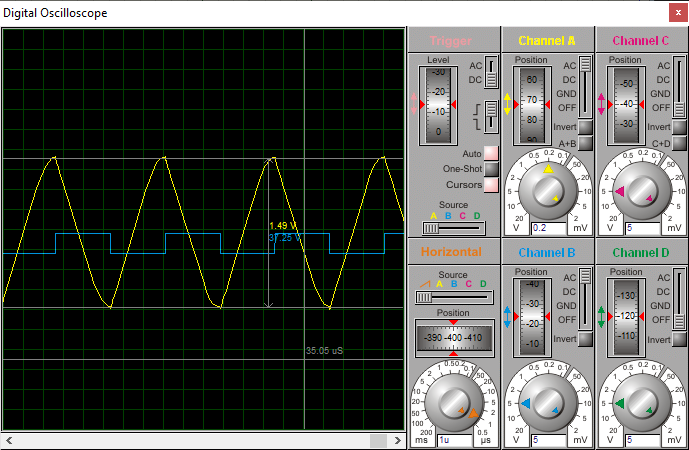 Digital Oscilloscope
x
1.49 V
37.25 V
35.05 uS
Trigger
Level
-30
-20
-10
0
AC
DC
Auto
One-Shot
Cursors
Source
A B C D
Channel A
Position
60
70
80
90
AC
DC
GND
OFF
Invert
A+B
1 0.5 0.2 0.1 50
2 20
5 10
10 5
20 2
V 0.2 mV
Channel C
Position
-50
-40
-30
AC
DC
GND
OFF
Invert
C+D
1 0.5 0.2 0.1 50
2 20
5 10
10 5
20 2
V 5 mV
Horizontal
Source
A B C D
Position
-390 -400 -410
1 0.5 0.2 0.1 50
2 20
5 10
10 5
20 2
50 1
100 0.5
200
ms 1u µs
Channel B
Position
-40
-30
-20
-10
AC
DC
GND
OFF
Invert
1 0.5 0.2 0.1 50
2 20
5 10
10 5
20 2
V 5 mV
Channel D
Position
-130
-120
-110
AC
DC
GND
OFF
Invert
1 0.5 0.2 0.1 50
2 20
5 10
10 5
20 2
V 5 mV